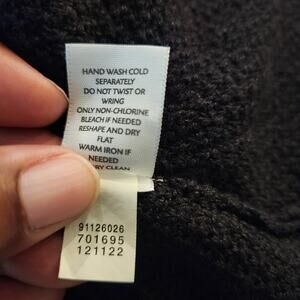 HAND WASH COLD
SEPARATELY
DO NOT TWIST OR
WRING
ONLY NON-CHLORINE
BLEACH IF NEEDED
RESHAPE AND DRY
FLAT
WARM IRON IF
NEEDED
CLEAN
91126026
701695
121122